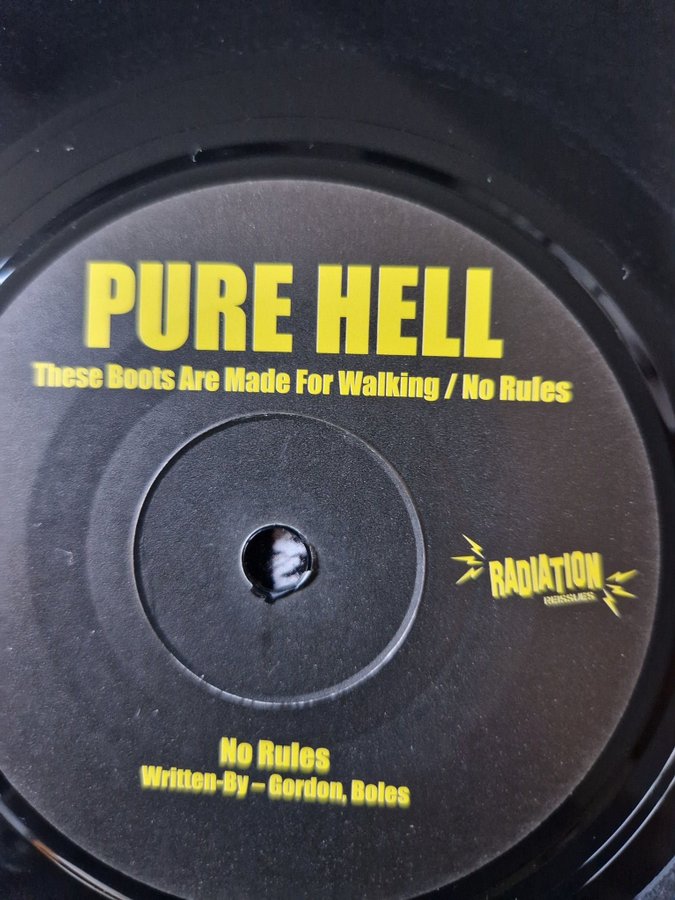 PURE HELL
These Boots Are Made For Walking / No Rules
RADIATION
REISSUES
No Rules
Written-By – Gordon, Boles